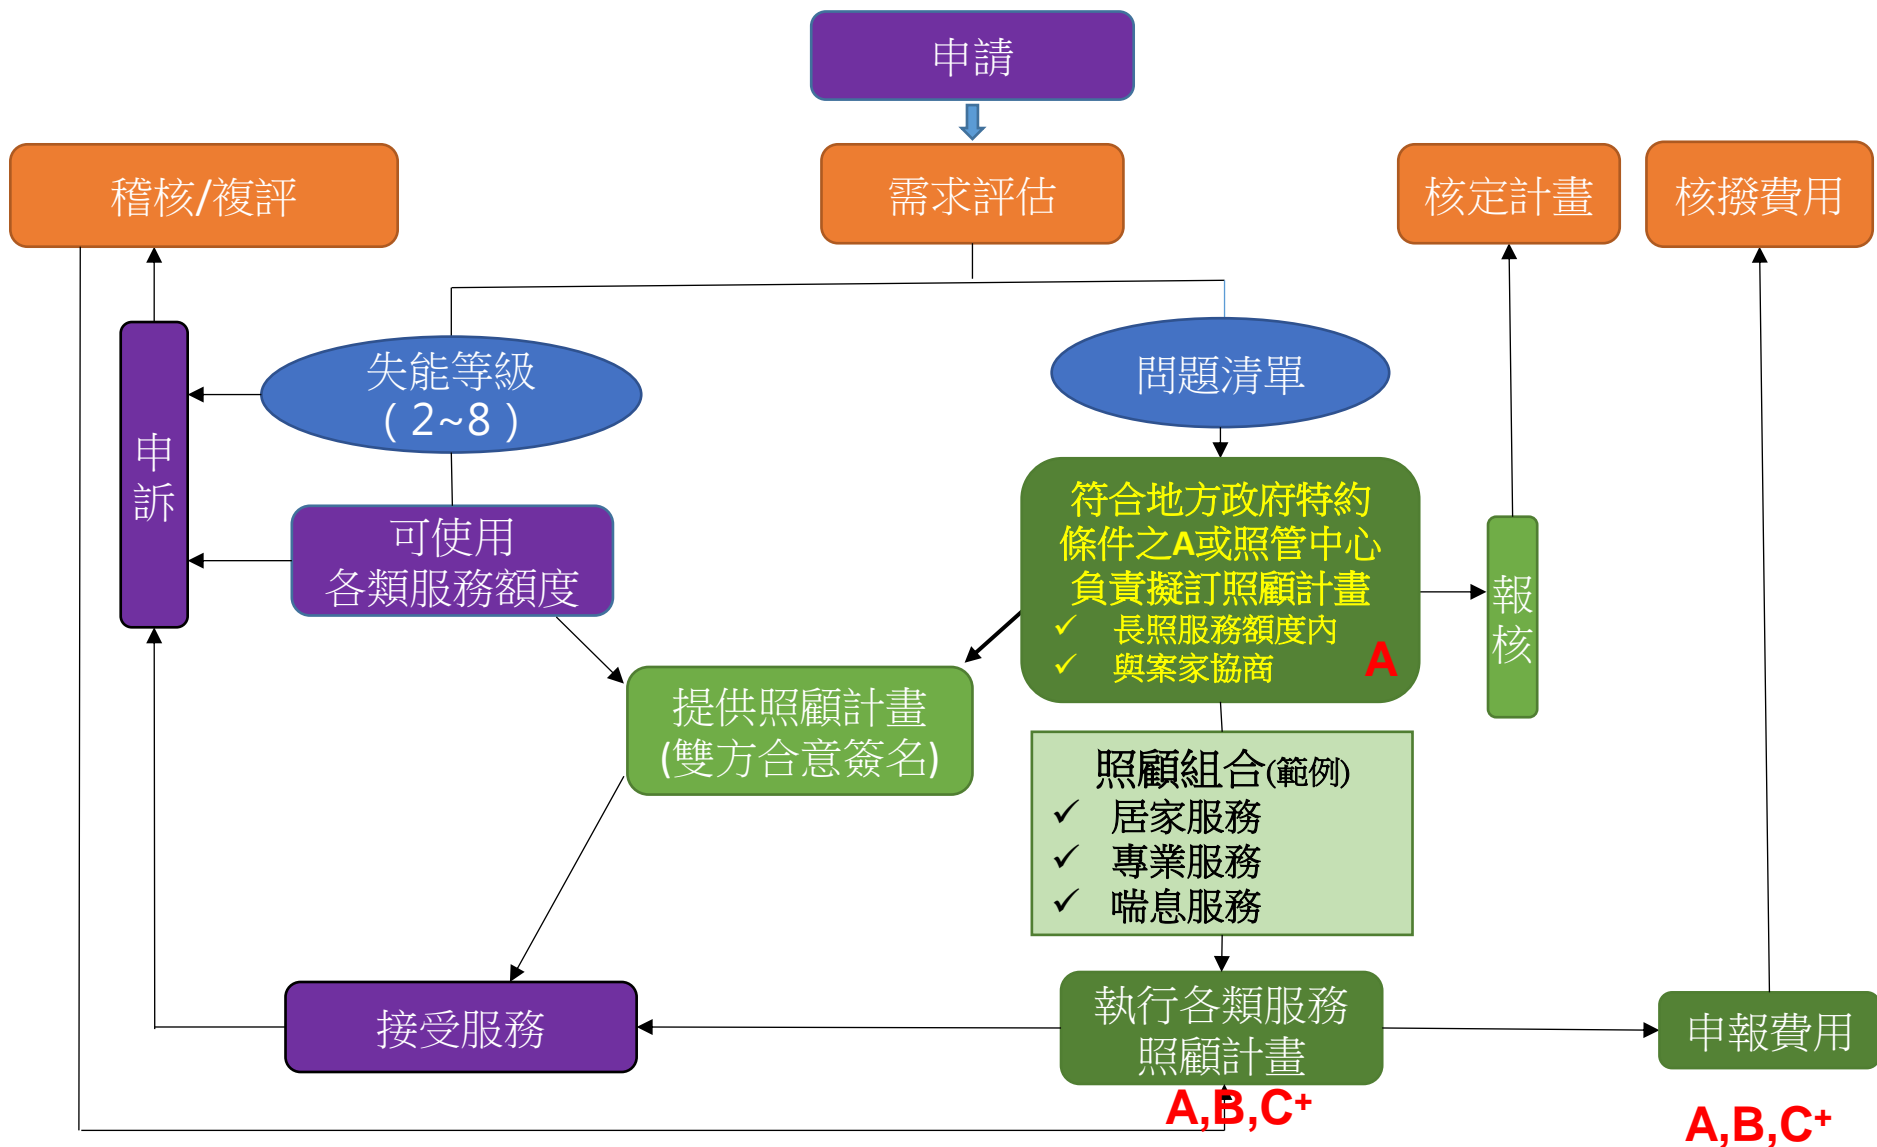 申請
稽核/複評
需求評估
核定計畫
核撥費用
失能等級
（2~8）
問題清單
申
訴
可使用
各類服務額度
符合地方政府特約
條件之A或照管中心
負責擬訂照顧計畫
✓ 長照服務額度內
✓ 與案家協商
A
報
核
提供照顧計畫
(雙方合意簽名)
照顧組合(範例)
✓ 居家服務
✓ 專業服務
✓ 喘息服務
接受服務
執行各類服務
照顧計畫
A,B,C⁺
申報費用
A,B,C⁺